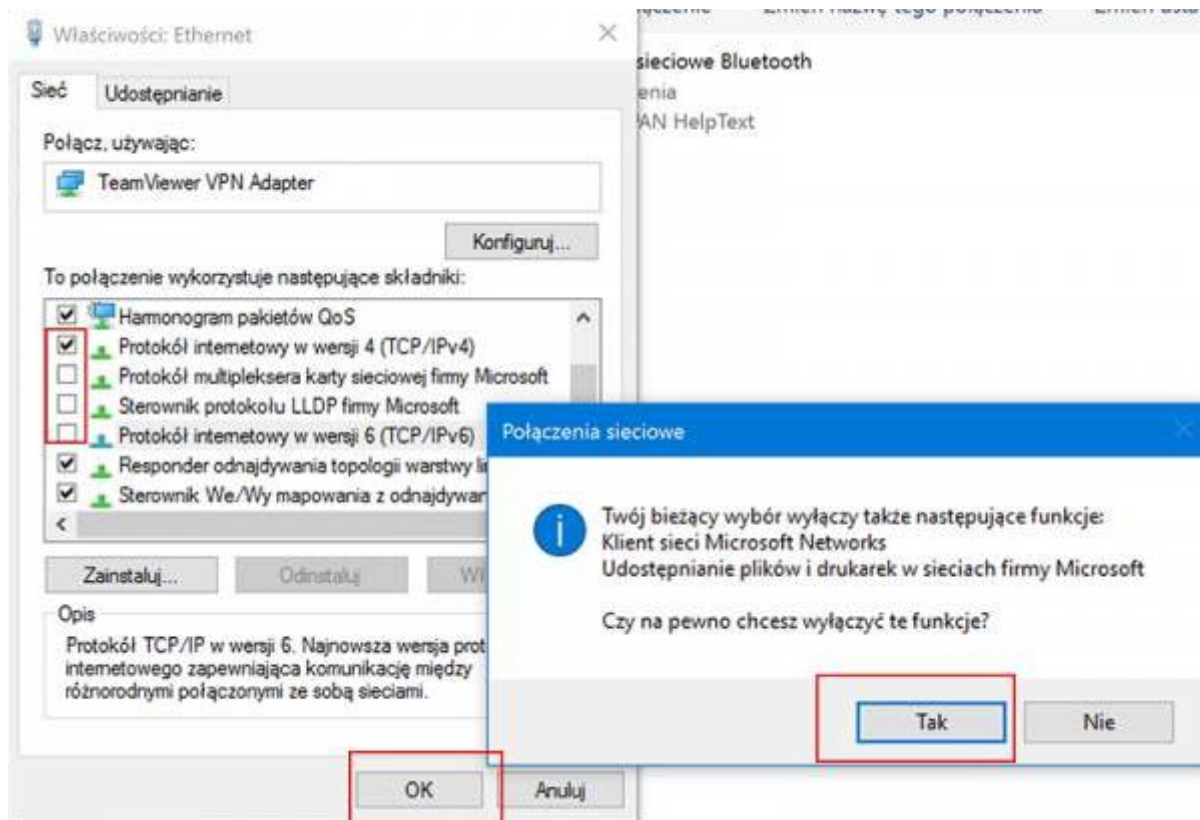 Właściwości: Ethernet
Sieć
Udostępnianie
Połącz, używając:
TeamViewer VPN Adapter
Konfiguruj...
To połączenie wykorzystuje następujące składniki:
Harmonogram pakietów QoS
Protokół internetowy w wersji 4 (TCP/IPv4)
Protokół multipleksera karty sieciowej firmy Microsoft
Sterownik protokołu LLDP firmy Microsoft
Protokół internetowy w wersji 6 (TCP/IPv6)
Responder odnajdywania topologii warstwy
Sterownik We/Wy mapowania z
Zainstaluj...
Odinstaluj
Opis
Protokół TCP/IP w wersji 6. Najnowsza wersja
internetowego zapewniająca komunikację między
różnorodnymi połączonymi ze sobą sieciami.
OK
Anuluj
Zmień nazwę tego połączenia
sieciowe Bluetooth
PAN HelpText
Połączenia sieciowe
Twój bieżący wybór wyłączy także następujące funkcje:
Klient sieci Microsoft Networks
Udostępnianie plików i drukarek w sieciach firmy Microsoft
Czy na pewno chcesz wyłączyć te funkcje?
Tak
Nie